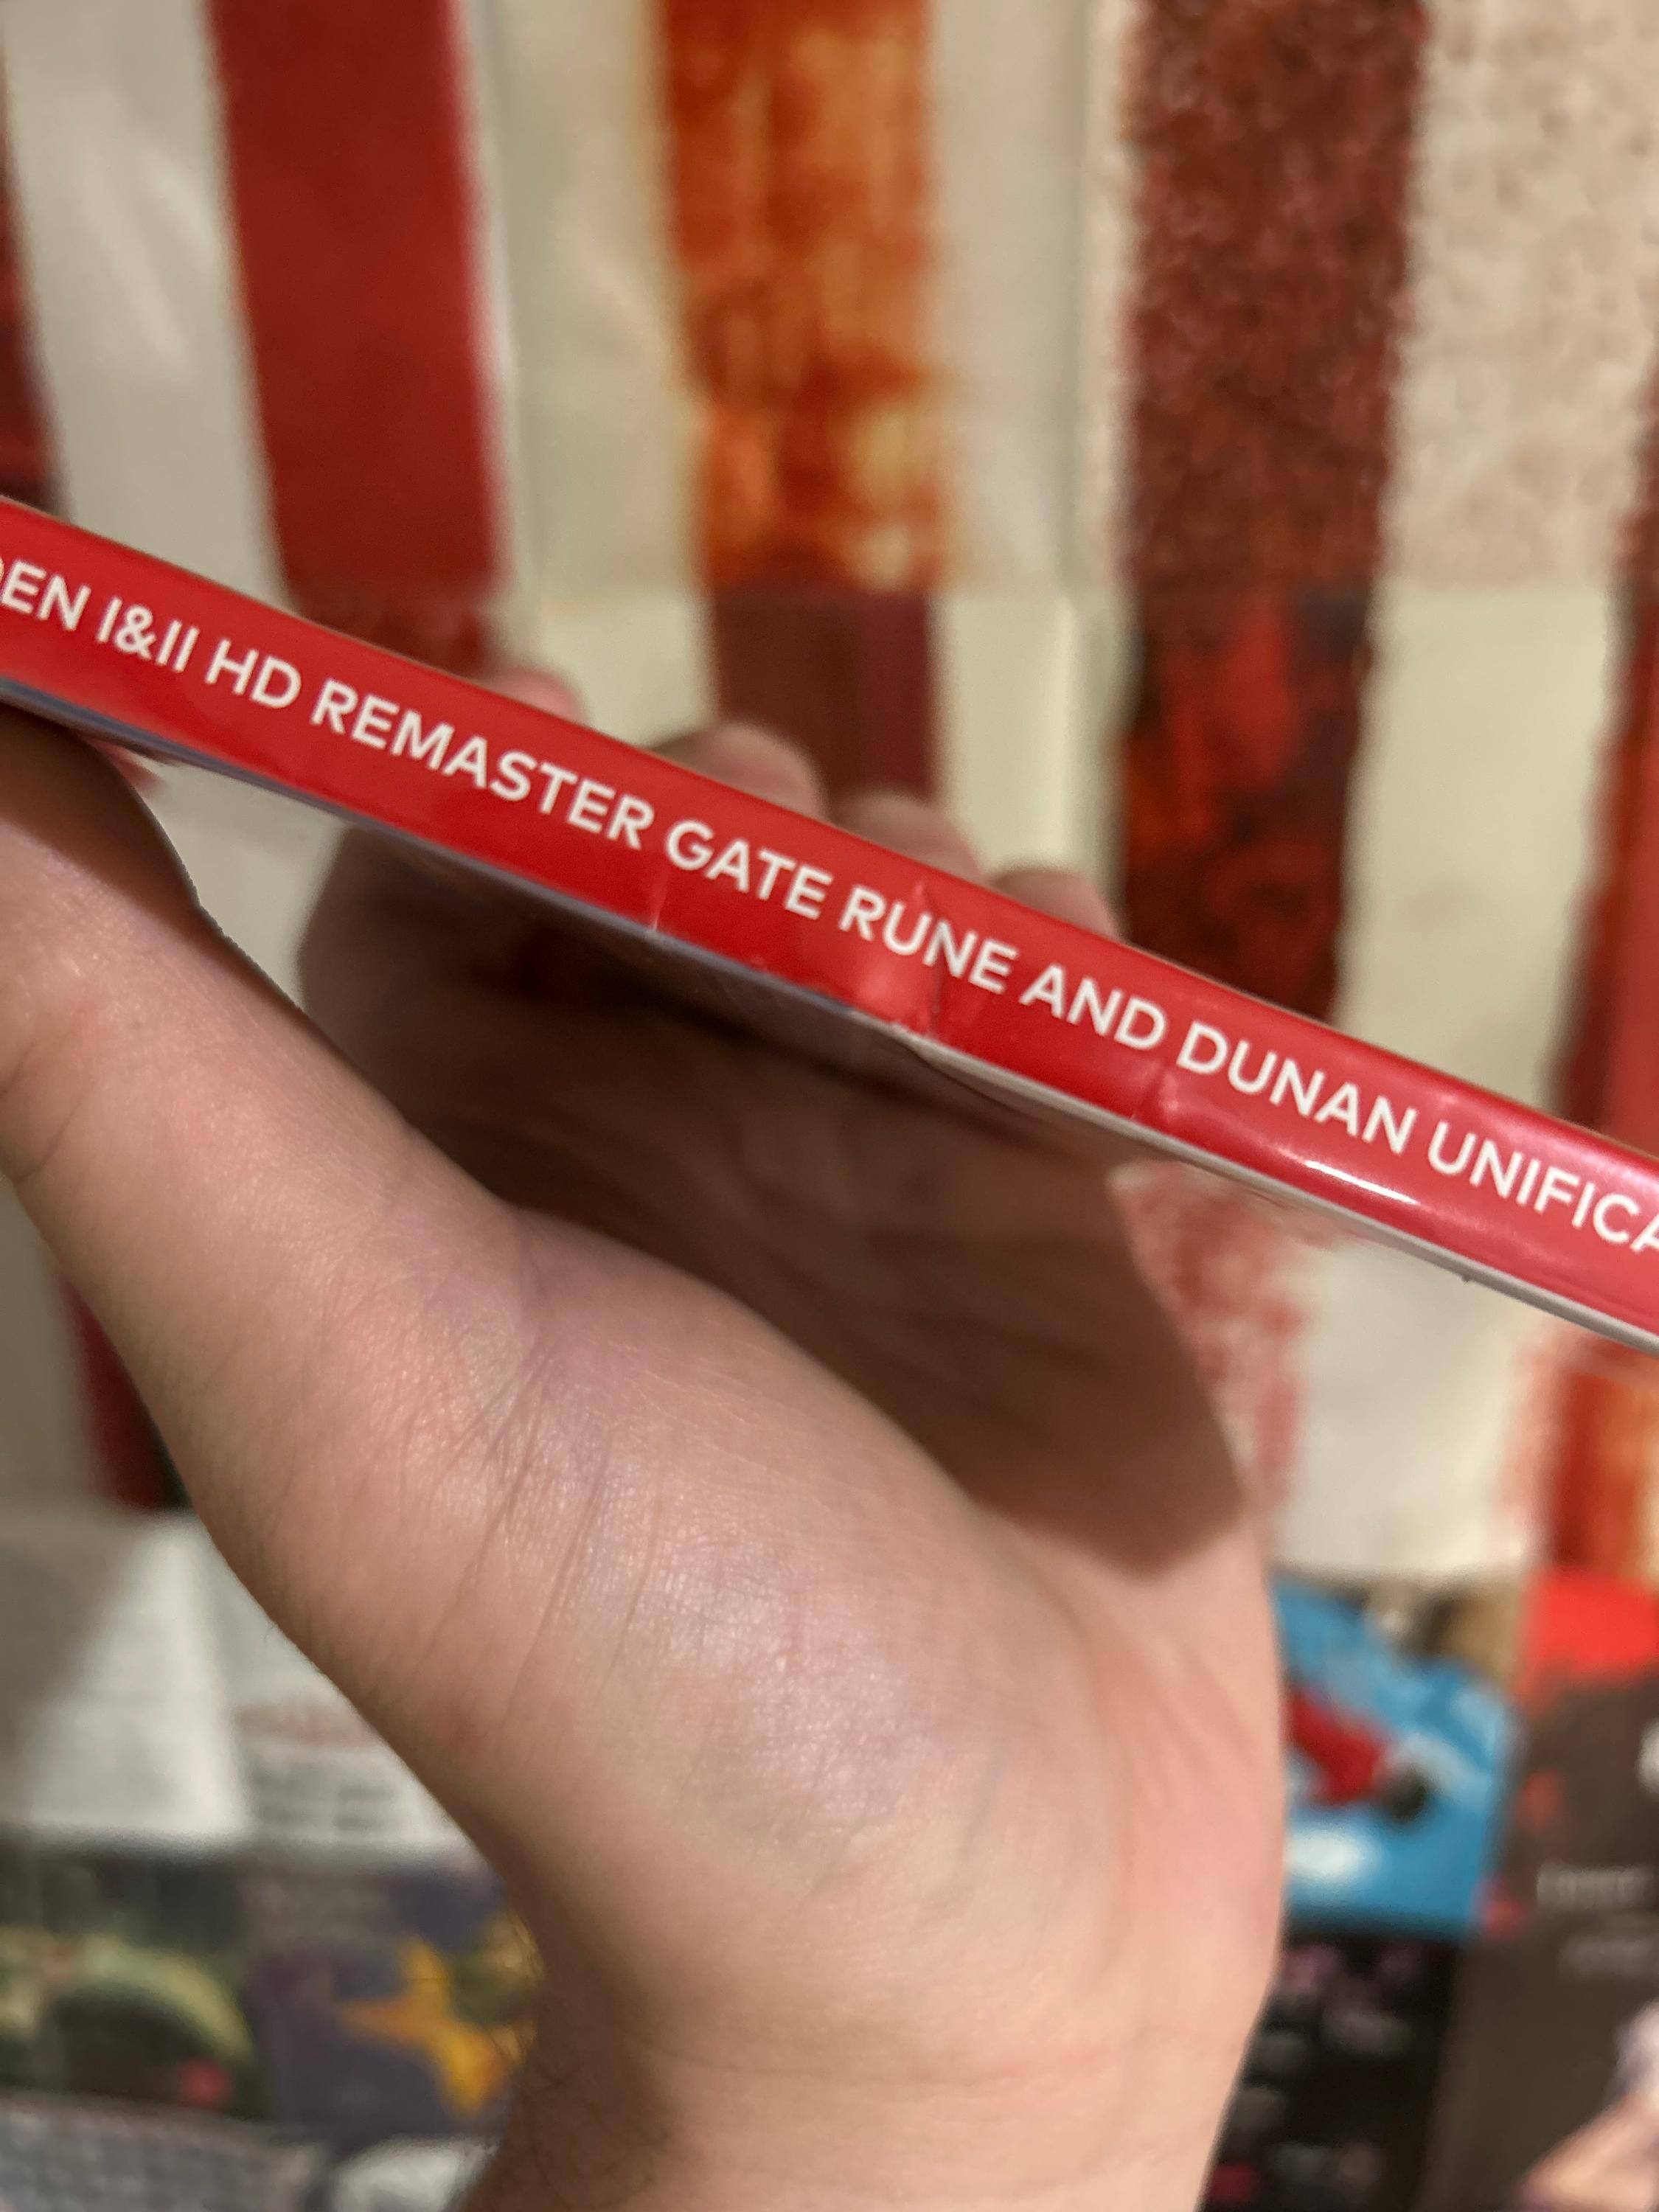 DEN I&II HD REMASTER GATE RUNE AND DUNAN UNIFICA